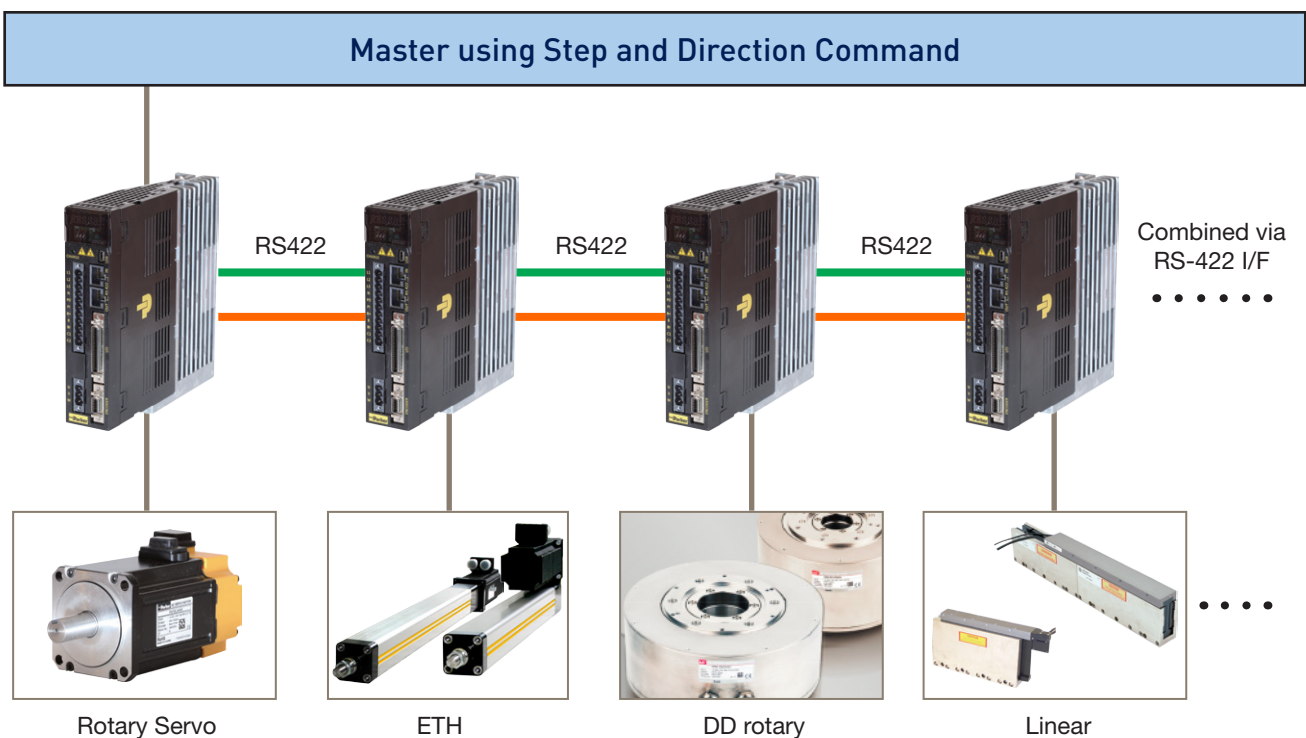 Master using Step and Direction Command
RS422
RS422
RS422
Combined via
RS-422 I/F
Rotary Servo
ETH
DD rotary
Linear